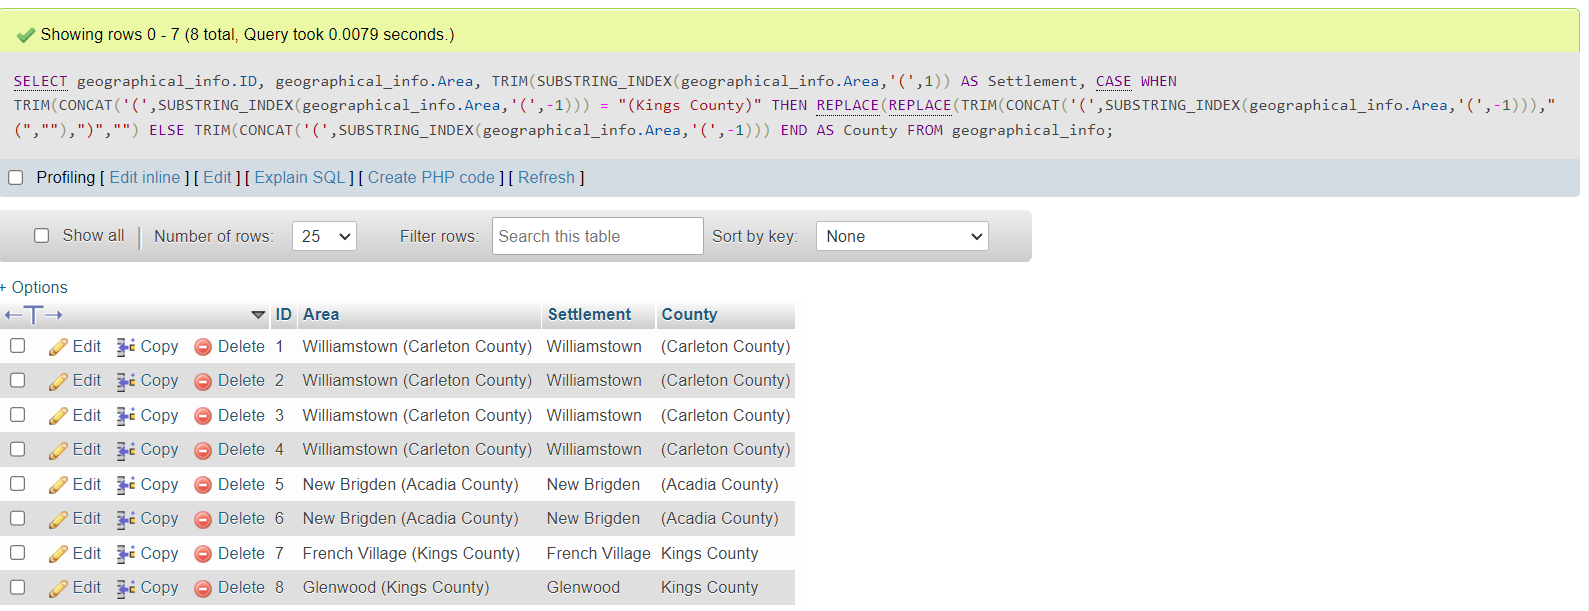 Showing rows 0 - 7 (8 total, Query took 0.0079 seconds.)
SELECT geographical_info.ID, geographical_info.Area, TRIM(SUBSTRING_INDEX(geographical_info.Area,'(',1)) AS Settlement, CASE WHEN
TRIM(CONCAT('(',SUBSTRING_INDEX(geographical_info.Area,'(',-1))) = "(Kings County)" THEN REPLACE(REPLACE(TRIM(CONCAT('(',SUBSTRING_INDEX(geographical_info.Area,'(',-1))),"
(",""),")","") ELSE TRIM(CONCAT('(',SUBSTRING_INDEX(geographical_info.Area,'(',-1))) END AS County FROM geographical_info;
Profiling [ Edit inline ] [ Edit ] [ Explain SQL ] [ Create PHP code ] [ Refresh ]
Show all Number of rows: 25 Filter rows: Search this table Sort by key: None
+ Options
←T→ ID Area Settlement County
Edit Copy Delete 1 Williamstown (Carleton County) Williamstown (Carleton County)
Edit Copy Delete 2 Williamstown (Carleton County) Williamstown (Carleton County)
Edit Copy Delete 3 Williamstown (Carleton County) Williamstown (Carleton County)
Edit Copy Delete 4 Williamstown (Carleton County) Williamstown (Carleton County)
Edit Copy Delete 5 New Brigden (Acadia County) New Brigden (Acadia County)
Edit Copy Delete 6 New Brigden (Acadia County) New Brigden (Acadia County)
Edit Copy Delete 7 French Village (Kings County) French Village Kings County
Edit Copy Delete 8 Glenwood (Kings County) Glenwood Kings County